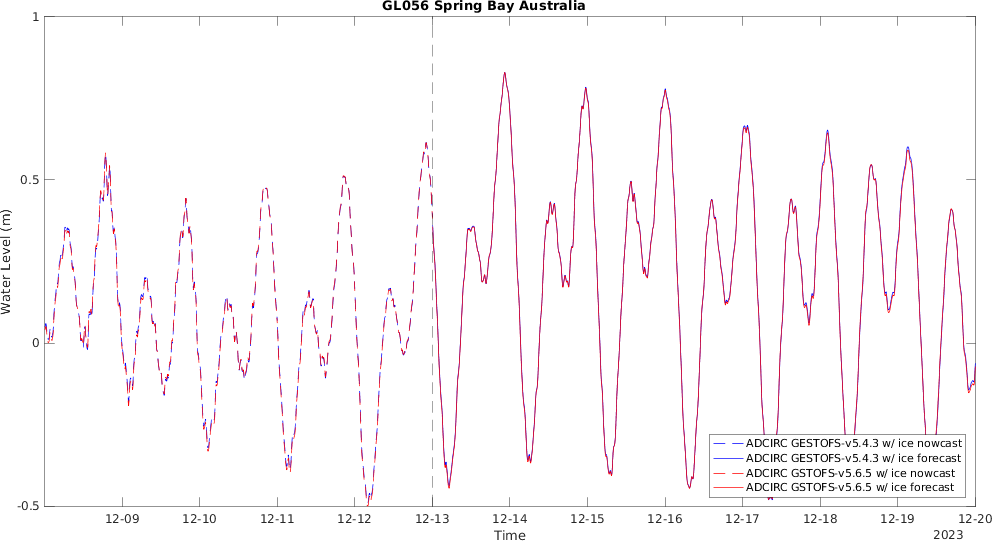 GL056 Spring Bay Australia
1
0.5
0
-0.5
Water Level (m)
12-09 12-10 12-11 12-12 12-13 12-14 12-15 12-16 12-17 12-18 12-19 12-20
Time
2023
ADCIRC GESTOFS-v5.4.3 w/ ice nowcast
ADCIRC GESTOFS-v5.4.3 w/ ice forecast
ADCIRC GSTOFS-v5.6.5 w/ ice nowcast
ADCIRC GSTOFS-v5.6.5 w/ ice forecast